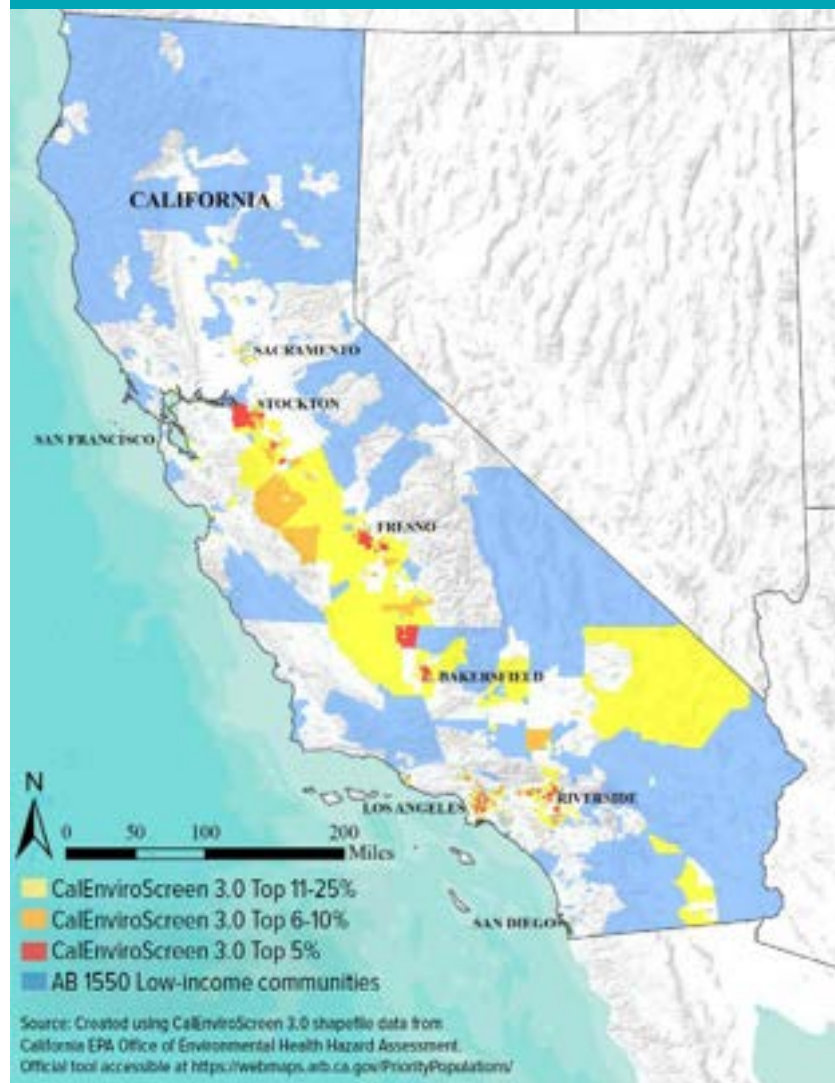 CALIFORNIA
SACRAMENTO
STOCKTON
SAN FRANCISCO
FRESNO
BAKERSFIELD
LOS ANGELES
RIVERSIDE
SAN DIEGO
N
0 50 100 200
Miles
CalEnviroScreen 3.0 Top 11-25%
CalEnviroScreen 3.0 Top 6-10%
CalEnviroScreen 3.0 Top 5%
AB 1550 Low-income communities
Source: Created using CalEnviroScreen 3.0 shapefile data from
California EPA Office of Environmental Health Hazard Assessment.
Official tool accessible at https://webmaps.arb.ca.gov/PriorityPopulations/